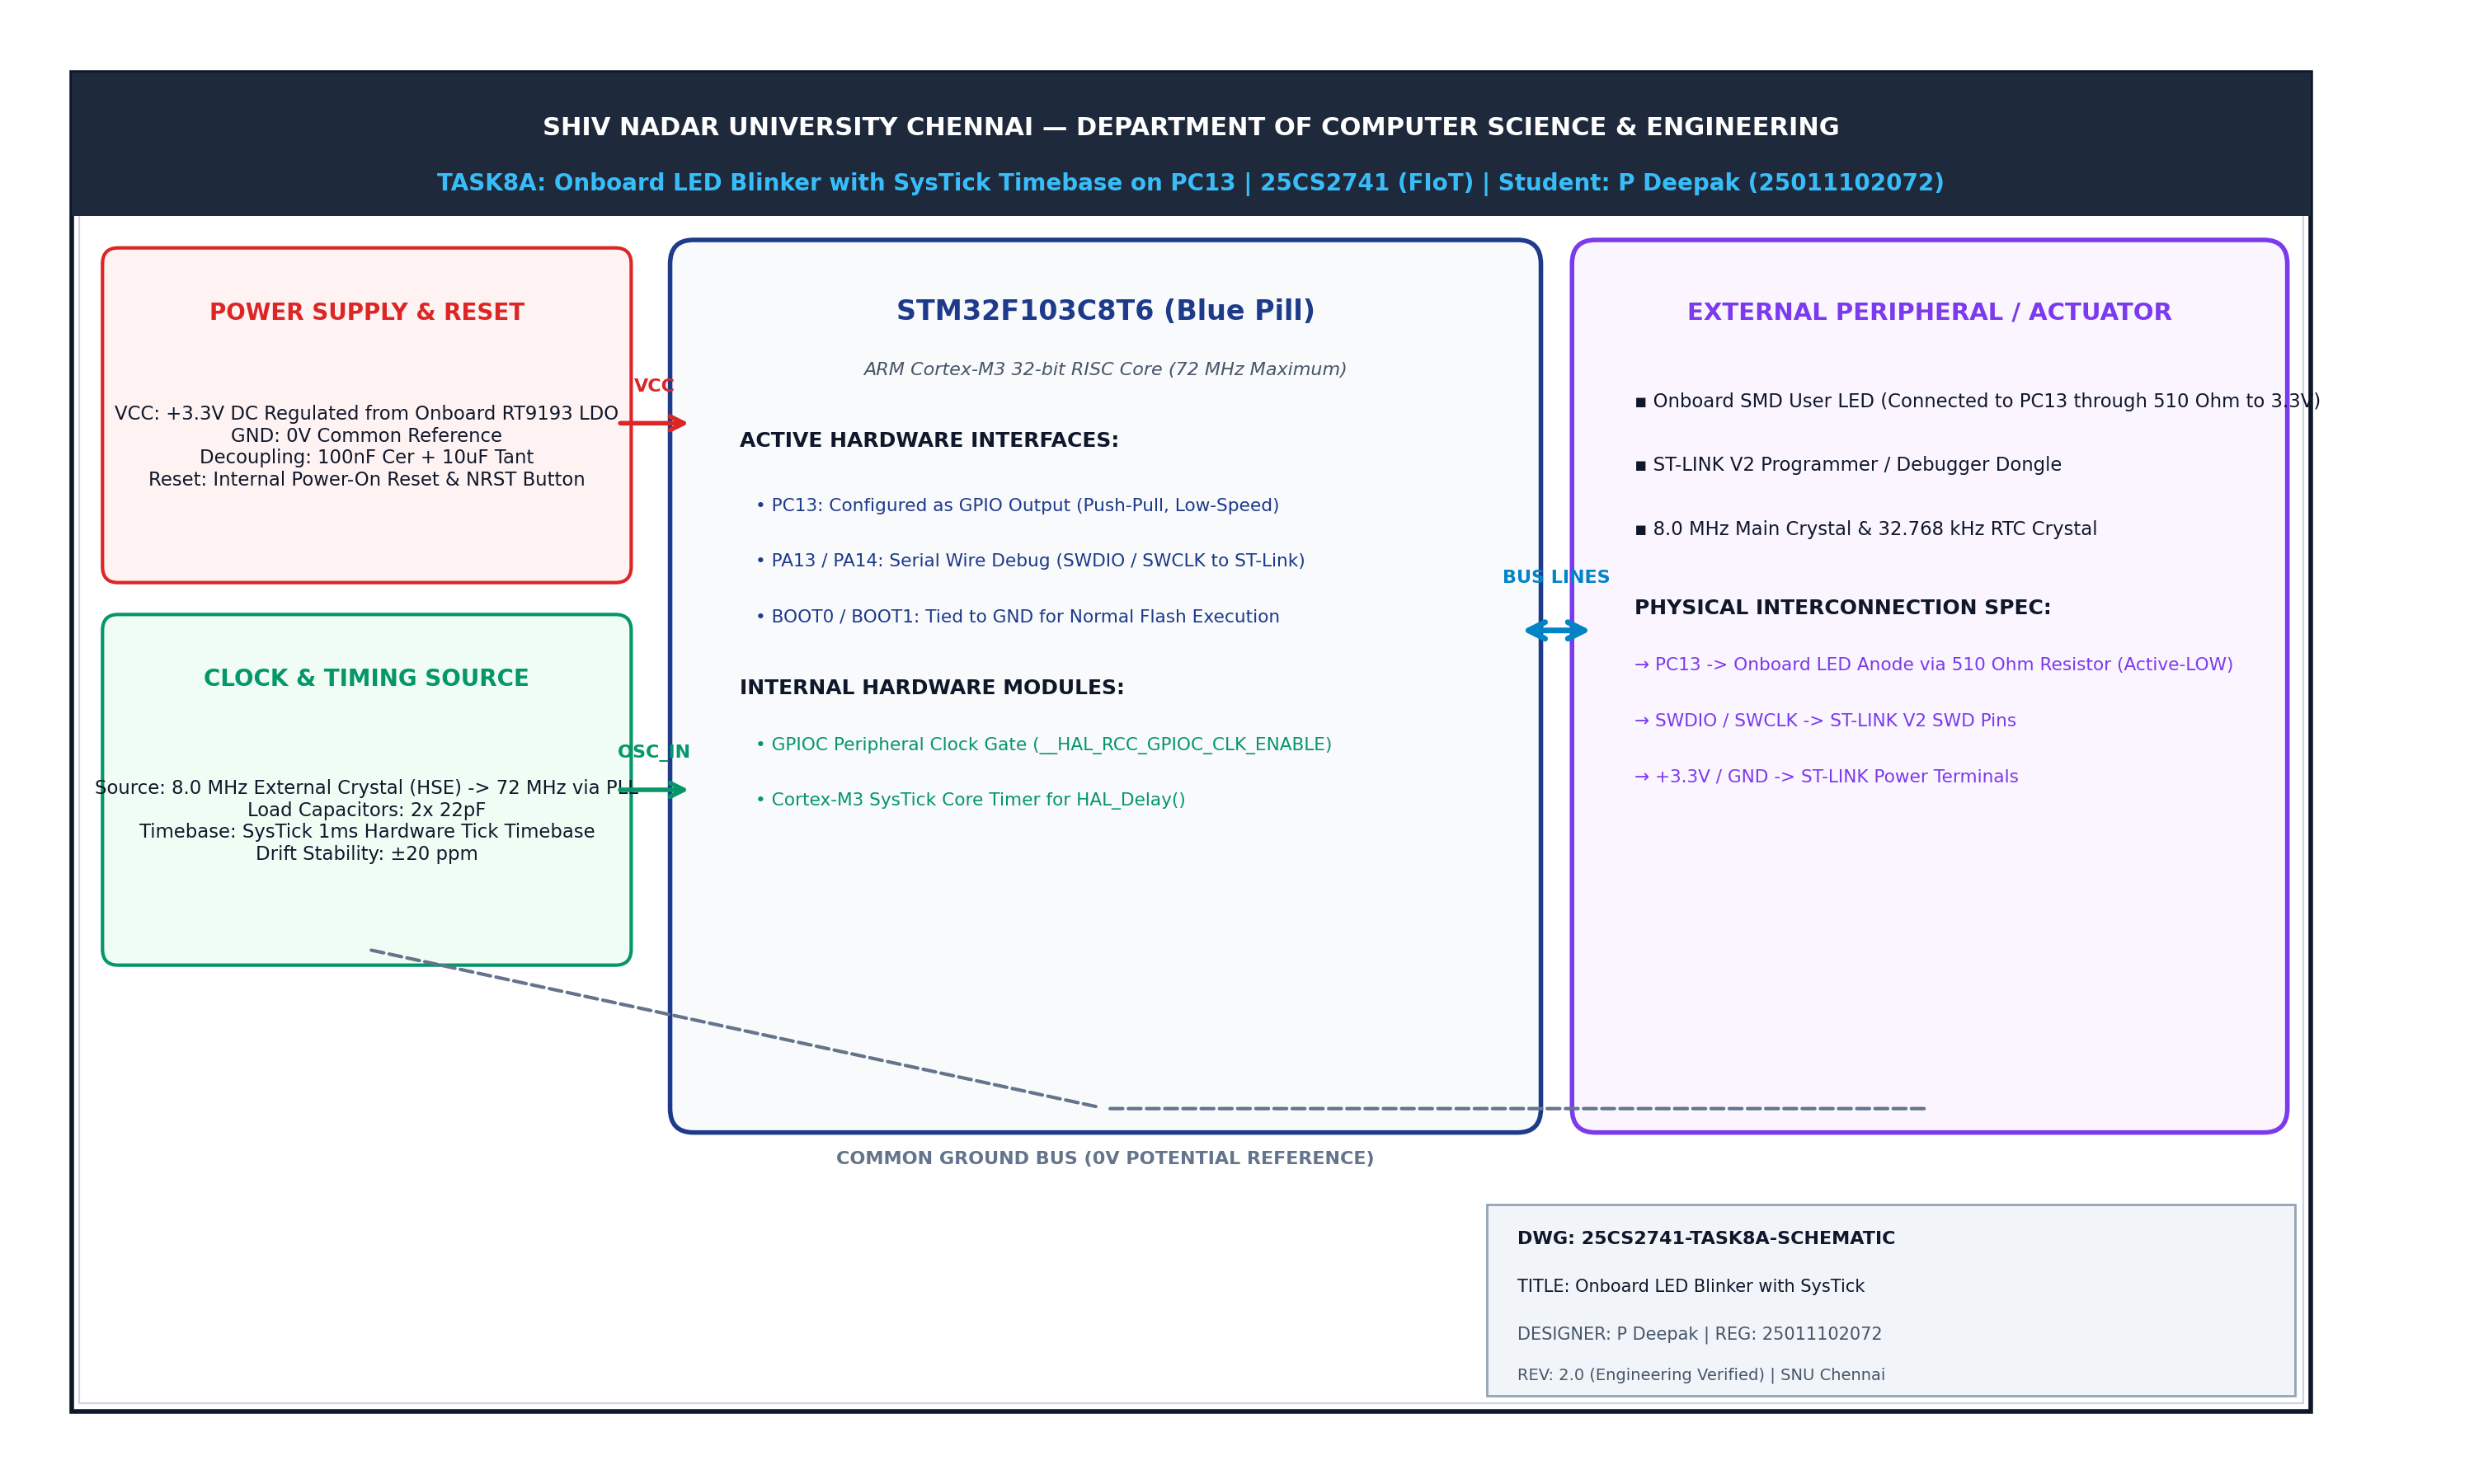 SHIV NADAR UNIVERSITY CHENNAI — DEPARTMENT OF COMPUTER SCIENCE & ENGINEERING
TASK8A: Onboard LED Blinker with SysTick Timebase on PC13 | 25CS2741 (FIoT) | Student: P Deepak (25011102072)
POWER SUPPLY & RESET
VCC: +3.3V DC Regulated from Onboard RT9193 LDO
GND: 0V Common Reference
Decoupling: 100nF Cer + 10uF Tant
Reset: Internal Power-On Reset & NRST Button
VCC
CLOCK & TIMING SOURCE
Source: 8.0 MHz External Crystal (HSE) -> 72 MHz via PLL
Load Capacitors: 2x 22pF
Timebase: SysTick 1ms Hardware Tick Timebase
Drift Stability: ±20 ppm
OSC_IN
STM32F103C8T6 (Blue Pill)
ARM Cortex-M3 32-bit RISC Core (72 MHz Maximum)
ACTIVE HARDWARE INTERFACES:
• PC13: Configured as GPIO Output (Push-Pull, Low-Speed)
• PA13 / PA14: Serial Wire Debug (SWDIO / SWCLK to ST-Link)
• BOOT0 / BOOT1: Tied to GND for Normal Flash Execution
INTERNAL HARDWARE MODULES:
• GPIOC Peripheral Clock Gate (__HAL_RCC_GPIOC_CLK_ENABLE)
• Cortex-M3 SysTick Core Timer for HAL_Delay()
BUS LINES
EXTERNAL PERIPHERAL / ACTUATOR
▪ Onboard SMD User LED (Connected to PC13 through 510 Ohm to 3.3V)
▪ ST-LINK V2 Programmer / Debugger Dongle
▪ 8.0 MHz Main Crystal & 32.768 kHz RTC Crystal
PHYSICAL INTERCONNECTION SPEC:
→ PC13 -> Onboard LED Anode via 510 Ohm Resistor (Active-LOW)
→ SWDIO / SWCLK -> ST-LINK V2 SWD Pins
→ +3.3V / GND -> ST-LINK Power Terminals
COMMON GROUND BUS (0V POTENTIAL REFERENCE)
DWG: 25CS2741-TASK8A-SCHEMATIC
TITLE: Onboard LED Blinker with SysTick
DESIGNER: P Deepak | REG: 25011102072
REV: 2.0 (Engineering Verified) | SNU Chennai